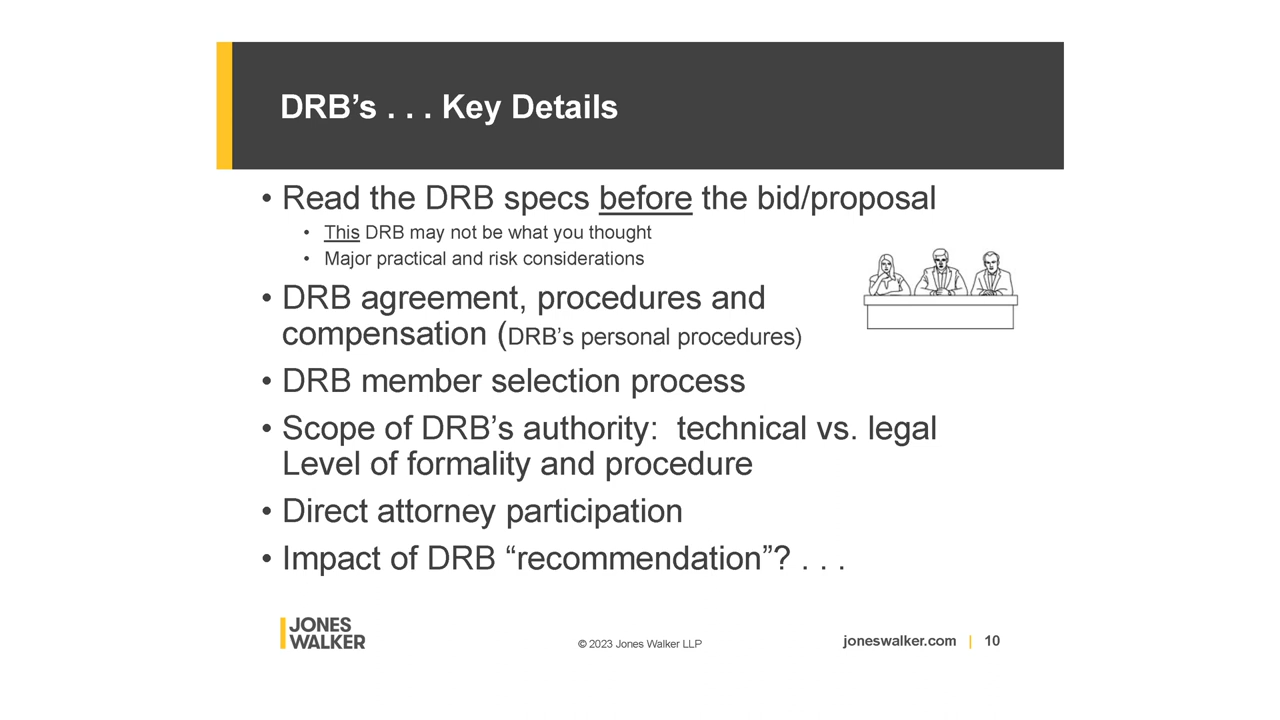 DRB’s . . . Key Details
• Read the DRB specs before the bid/proposal
• This DRB may not be what you thought
• Major practical and risk considerations
• DRB agreement, procedures and
compensation (DRB’s personal procedures)
• DRB member selection process
• Scope of DRB’s authority:  technical vs. legal
Level of formality and procedure
• Direct attorney participation
• Impact of DRB “recommendation”? . . .
JONES
WALKER
© 2023 Jones Walker LLP
joneswalker.com | 10